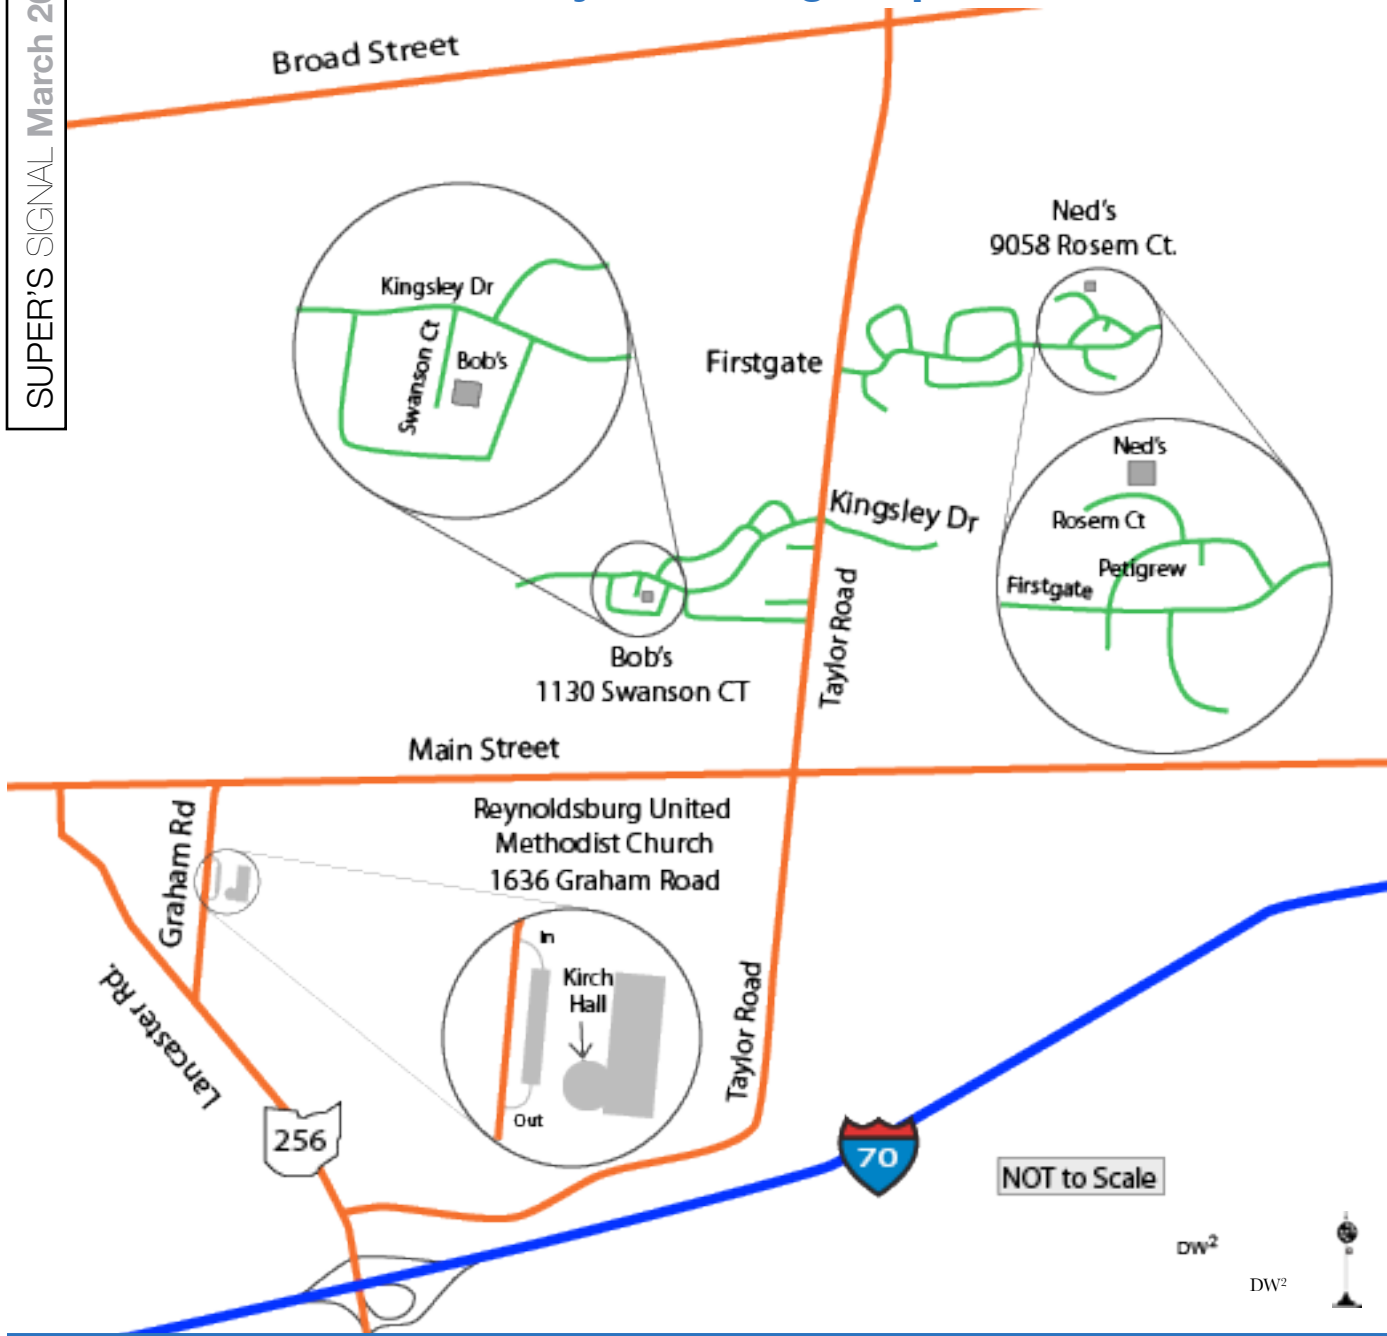 SUPER'S SIGNAL March 20
Broad Street
Ned's
9058 Rosem Ct.
Kingsley Dr
Swanson Ct
Bob's
Firstgate
Ned's
Rosem Ct
Petigrew
Firstgate
Kingsley Dr
Taylor Road
Bob's
1130 Swanson CT
Main Street
Graham Rd
Reynoldsburg United
Methodist Church
1636 Graham Road
In
Kirch
Hall
Out
Lancaster Rd.
Taylor Road
256
70
NOT to Scale
DW²
DW²